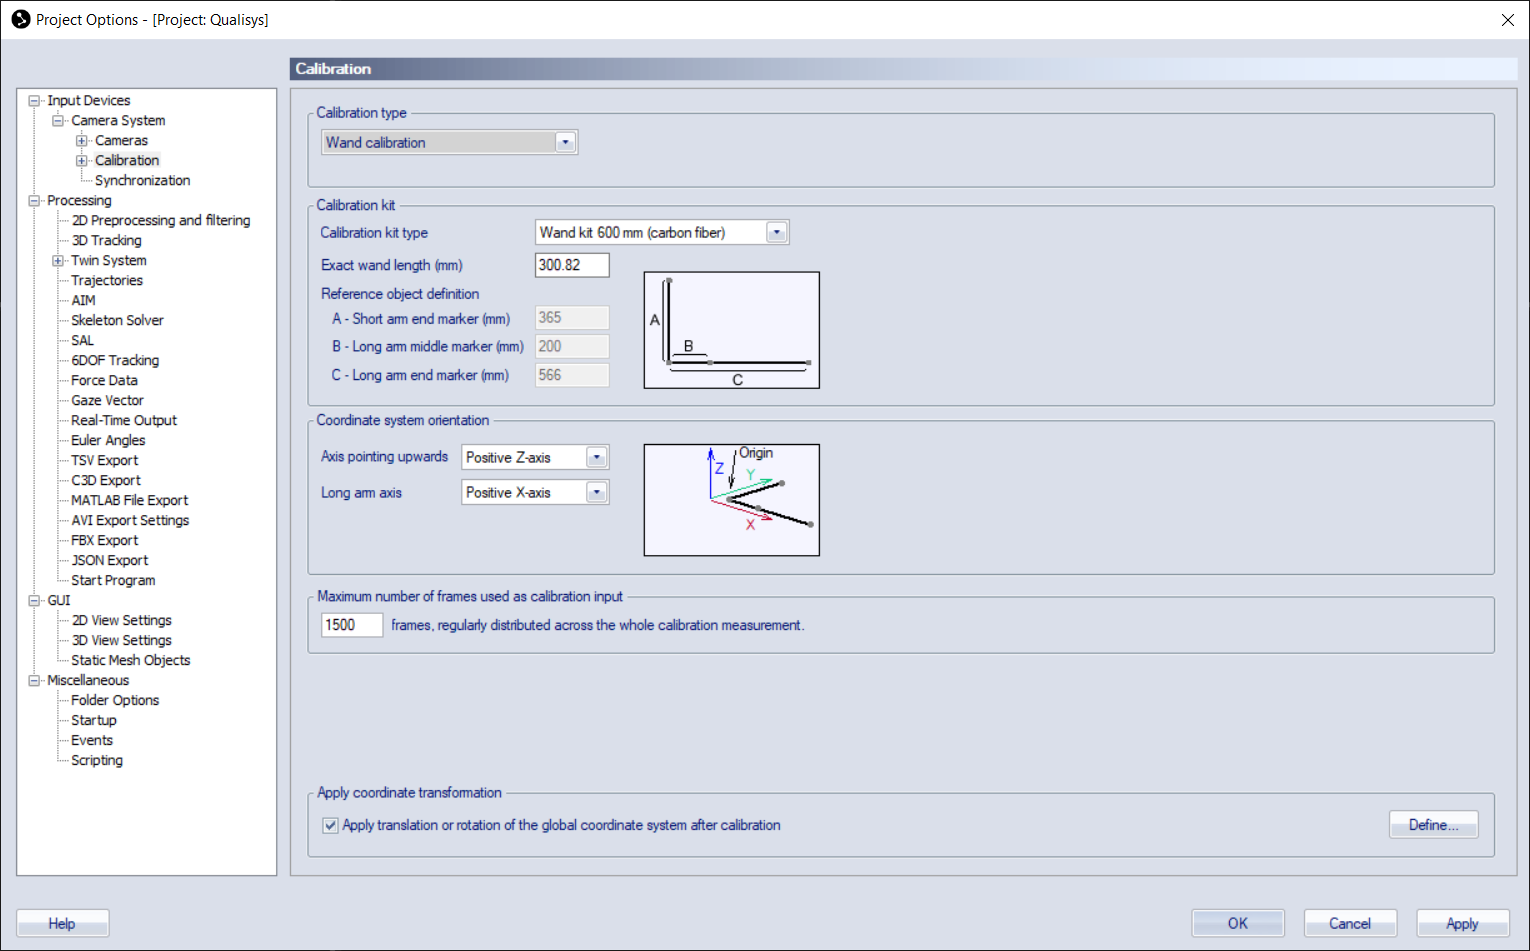 Project Options - [Project: Qualisys]
Calibration
Input Devices
Camera System
Cameras
Calibration
Synchronization
Processing
2D Preprocessing and filtering
3D Tracking
Twin System
Trajectories
AIM
Skeleton Solver
SAL
6DOF Tracking
Force Data
Gaze Vector
Real-Time Output
Euler Angles
TSV Export
C3D Export
MATLAB File Export
AVI Export Settings
FBX Export
JSON Export
Start Program
GUI
2D View Settings
3D View Settings
Static Mesh Objects
Miscellaneous
Folder Options
Startup
Events
Scripting
Calibration type
Wand calibration
Calibration kit
Calibration kit type
Wand kit 600 mm (carbon fiber)
Exact wand length (mm)
300.82
Reference object definition
A - Short arm end marker (mm)
365
B - Long arm middle marker (mm)
200
C - Long arm end marker (mm)
566
A
B
C
Coordinate system orientation
Axis pointing upwards
Positive Z-axis
Long arm axis
Positive X-axis
Origin
Z
Y
X
Maximum number of frames used as calibration input
1500 frames, regularly distributed across the whole calibration measurement.
Apply coordinate transformation
Apply translation or rotation of the global coordinate system after calibration
Define...
Help
OK
Cancel
Apply